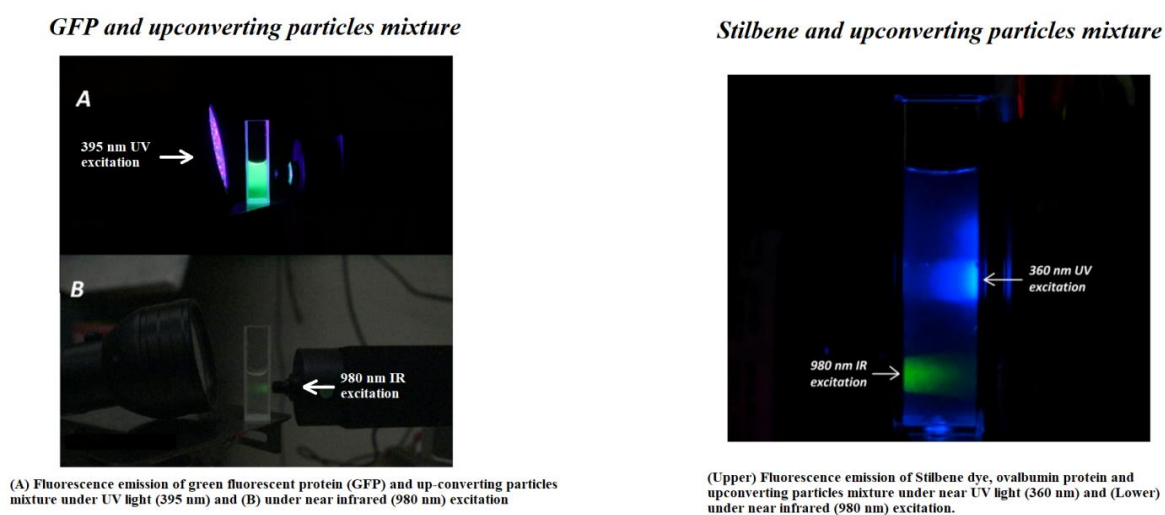 GFP and upconverting particles mixture
A
395 nm UV
excitation
B
980 nm IR
excitation
(A) Fluorescence emission of green fluorescent protein (GFP) and up-converting particles
mixture under UV light (395 nm) and (B) under near infrared (980 nm) excitation
Stilbene and upconverting particles mixture
360 nm UV
excitation
980 nm IR
excitation
(Upper) Fluorescence emission of Stilbene dye, ovalbumin protein and
upconverting particles mixture under near UV light (360 nm) and (Lower)
under near infrared (980 nm) excitation.